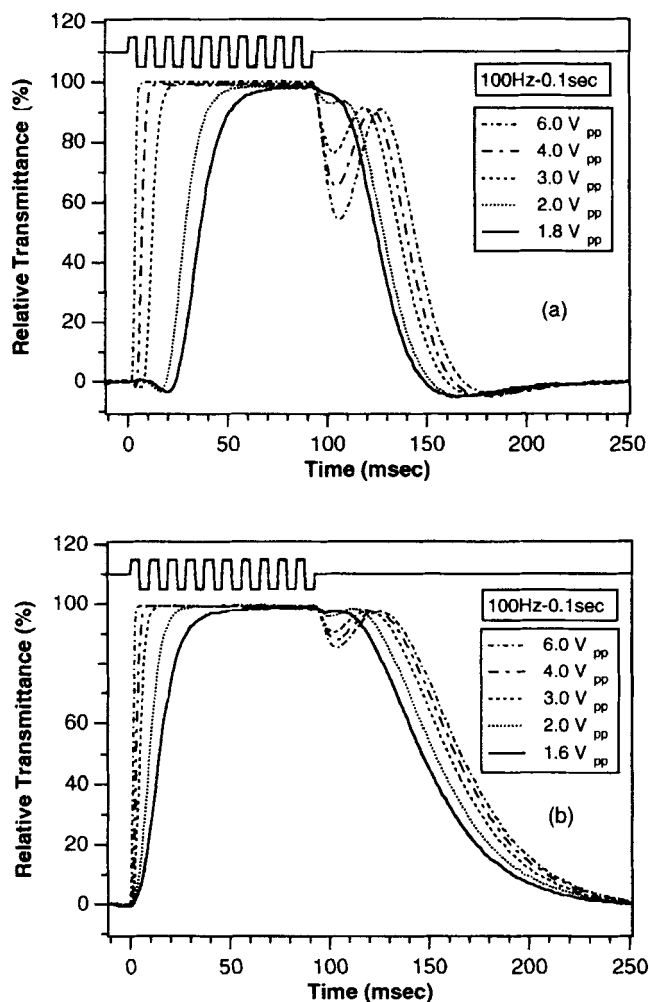 120
100
80
60
40
20
0
Relative Transmittance (%)
100Hz-0.1sec
6.0 V pp
4.0 V pp
3.0 V pp
2.0 V pp
1.8 V pp
(a)
0 50 100 150 200 250
Time (msec)
120
100
80
60
40
20
0
Relative Transmittance (%)
100Hz-0.1sec
6.0 V pp
4.0 V pp
3.0 V pp
2.0 V pp
1.6 V pp
(b)
0 50 100 150 200 250
Time (msec)